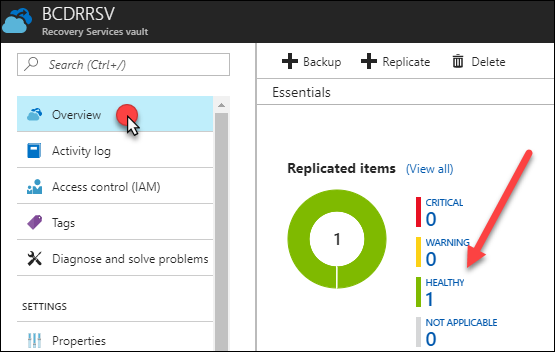 BCDRRSV
Recovery Services vault
Search (Ctrl+/)
Backup Replicate Delete
Essentials
Overview
Activity log
Access control (IAM)
Tags
Diagnose and solve problems
SETTINGS
Properties
Replicated items (View all)
1
CRITICAL
0
WARNING
0
HEALTHY
1
NOT APPLICABLE
0